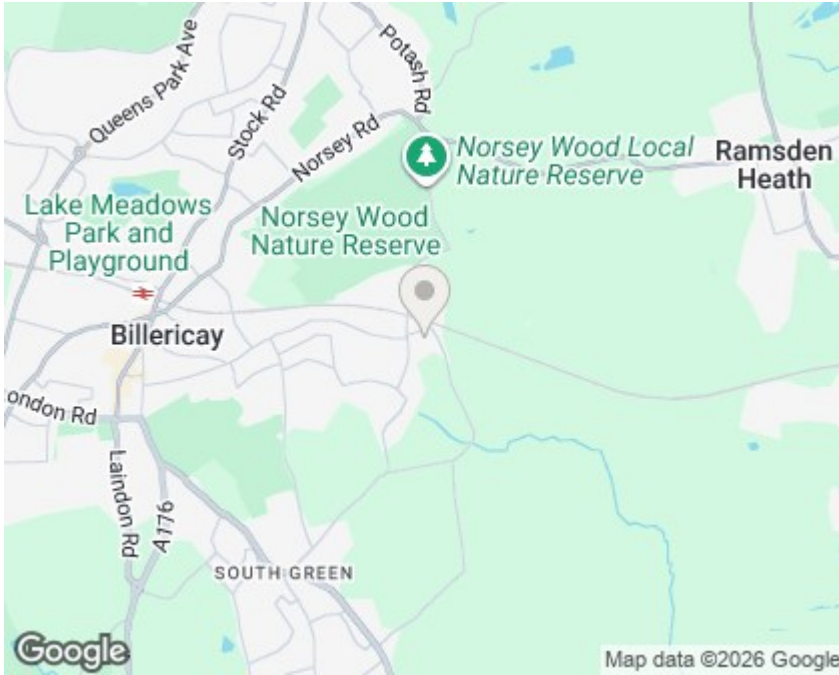 Potash Rd
Queens Park Ave
Stock Rd
Norsey Rd
Norsey Wood Local
Nature Reserve
Ramsden
Heath
Lake Meadows
Park and
Playground
Norsey Wood
Nature Reserve
Billericay
ondon Rd
Laindon Rd
A176
SOUTH GREEN
Google
Map data ©2026 Google